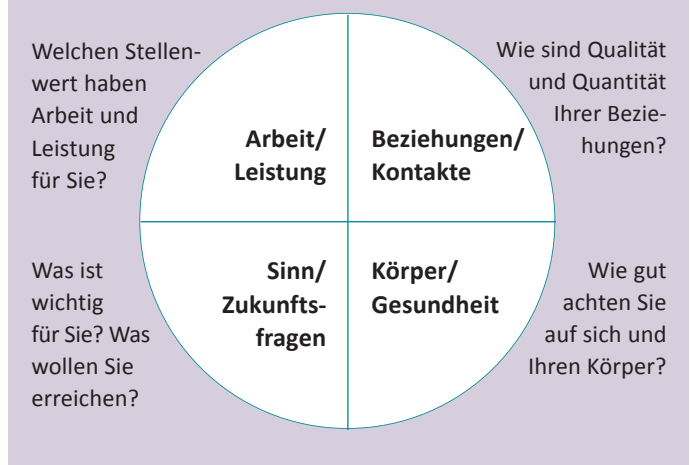 Welchen Stellen-
wert haben
Arbeit und
Leistung
für Sie?
Wie sind Qualität
und Quantität
Ihrer Bezie-
hungen?
Arbeit/
Leistung
Beziehungen/
Kontakte
Was ist
wichtig
für Sie? Was
wollen Sie
erreichen?
Sinn/
Zukunfts-
fragen
Körper/
Gesundheit
Wie gut
achten Sie
auf sich und
Ihren Körper?